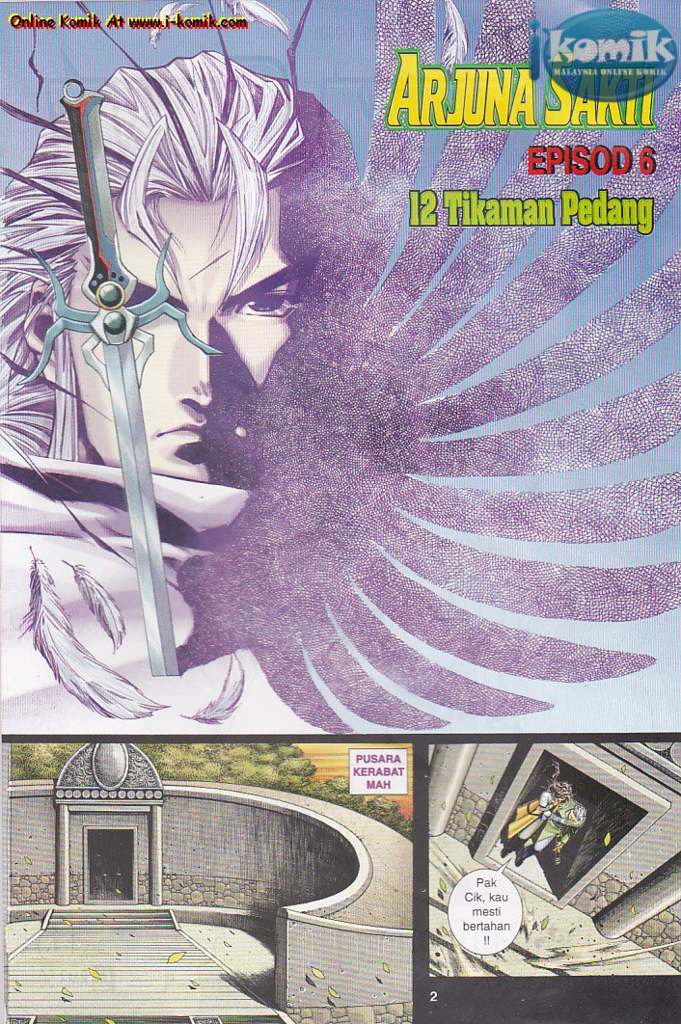 Online Komik At www.i-komik.com
ikomik
MALAYSIA ONLINE KOMIK
ARJUNA SAKTI
EPISOD 6
12 Tikaman Pedang
PUSARA
KERABAT
MAH
Pak
Cik, kau
mesti
bertahan
!!
2